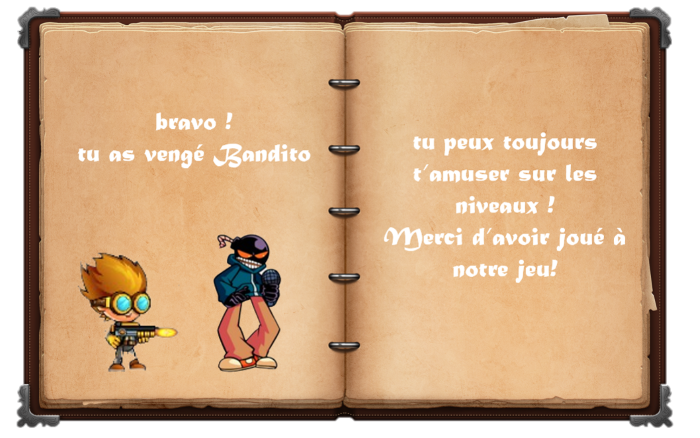 bravo !
tu as vengé Bandito
tu peux toujours
t'amuser sur les
niveaux !
Merci d'avoir joué à
notre jeu!